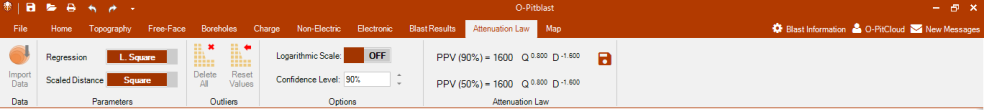 O-Pitblast
File Home Topography Free-Face Boreholes Charge Non-Electric Electronic Blast Results Attenuation Law Map Blast Information O-PitCloud New Messages
Regression L. Square Logarithmic Scale: OFF PPV (90%) = 1600 Q 0.800 D -1.600
Import Data Scaled Distance Square Delete All Reset Values Confidence Level: 90% PPV (50%) = 1600 Q 0.800 D -1.600
Data Parameters Outliers Options Attenuation Law